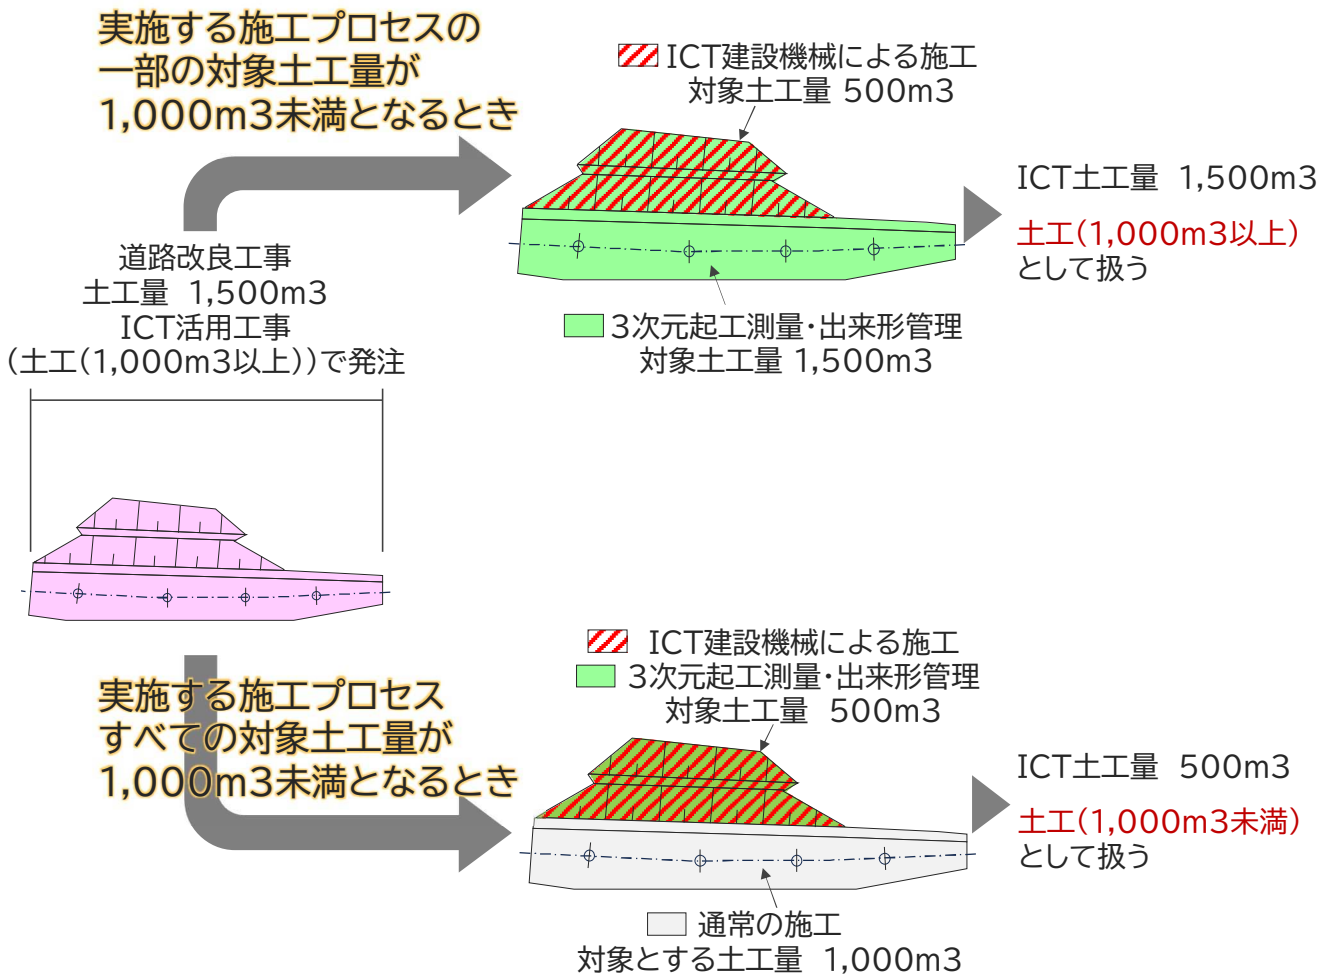 実施する施工プロセスの
一部の対象土工量が
1,000m3未満となるとき
ICT建設機械による施工
対象土工量 500m3
ICT土工量 1,500m3
土工(1,000m3以上)
として扱う
道路改良工事
土工量 1,500m3
ICT活用工事
(土工(1,000m3以上))で発注
3次元起工測量・出来形管理
対象土工量 1,500m3
実施する施工プロセス
すべての対象土工量が
1,000m3未満となるとき
ICT建設機械による施工
3次元起工測量・出来形管理
対象土工量 500m3
ICT土工量 500m3
土工(1,000m3未満)
として扱う
通常の施工
対象とする土工量 1,000m3